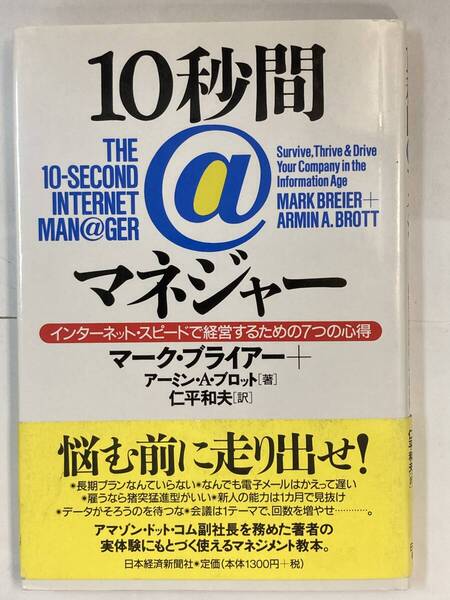 10秒間
THE
10-SECOND
INTERNET
MAN@GER
@
Survive, Thrive & Drive
Your Company in the
Information Age
MARK BREIER+
ARMIN A. BROTT
マネジャー
インターネット・スピードで経営するための7つの心得
マーク・ブライアー+
アーミン・A・ブロット[著]
仁平和夫[訳]
悩む前に走り出せ!
*長期プランなんていらない*なんでも電子メールはかえって遅い
*雇うなら猪突猛進型がいい*新人の能力は1カ月で見抜け
*データがそろうのを待つな*会議は1テーマで、回数を増やせ…………。
アマゾン・ドット・コム副社長を務めた著者の
実体験にもとづく使えるマネジメント教本。
日本経済新聞社*定価(本体1300円+税)